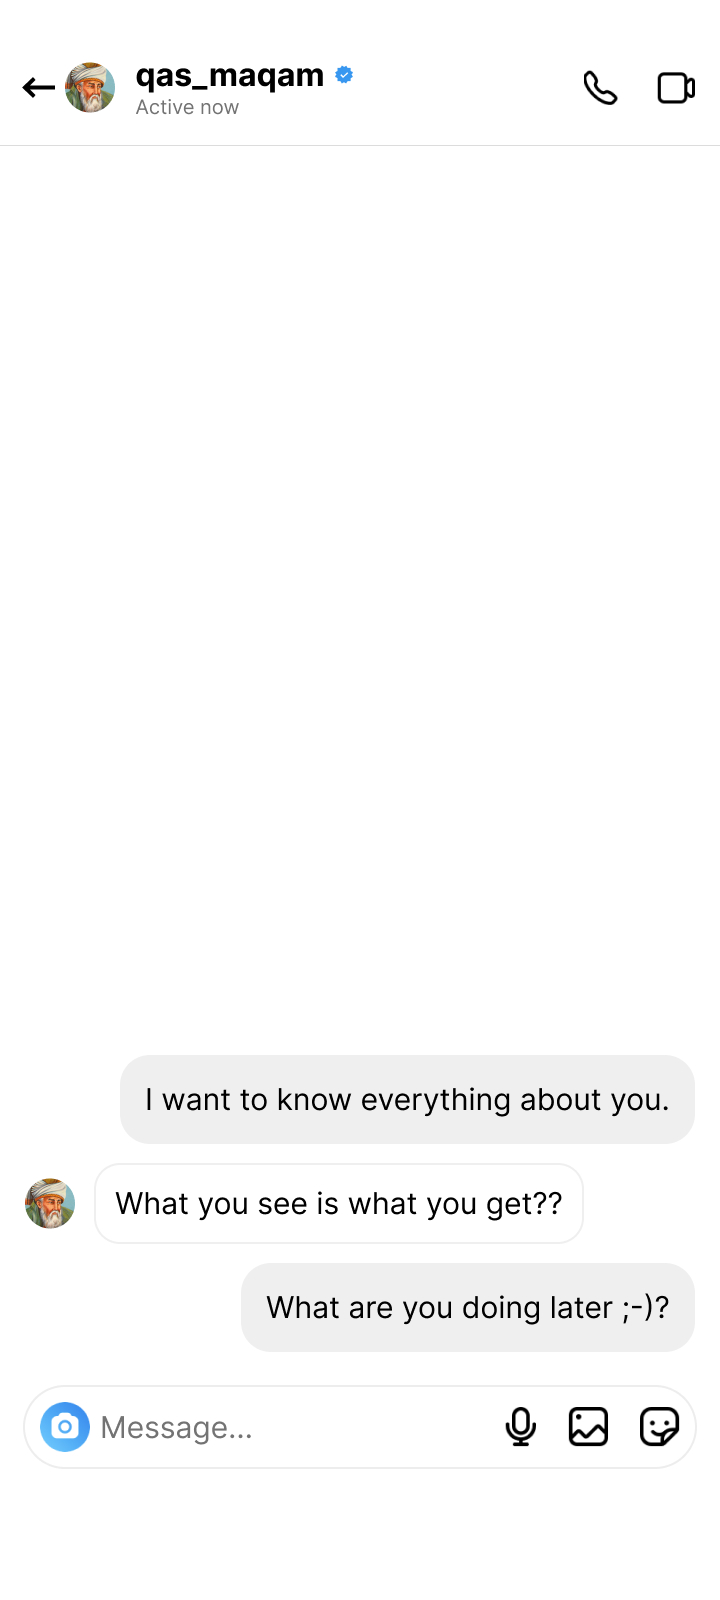 qas_maqam
Active now
I want to know everything about you.
What you see is what you get??
What are you doing later ;-)?
Message...